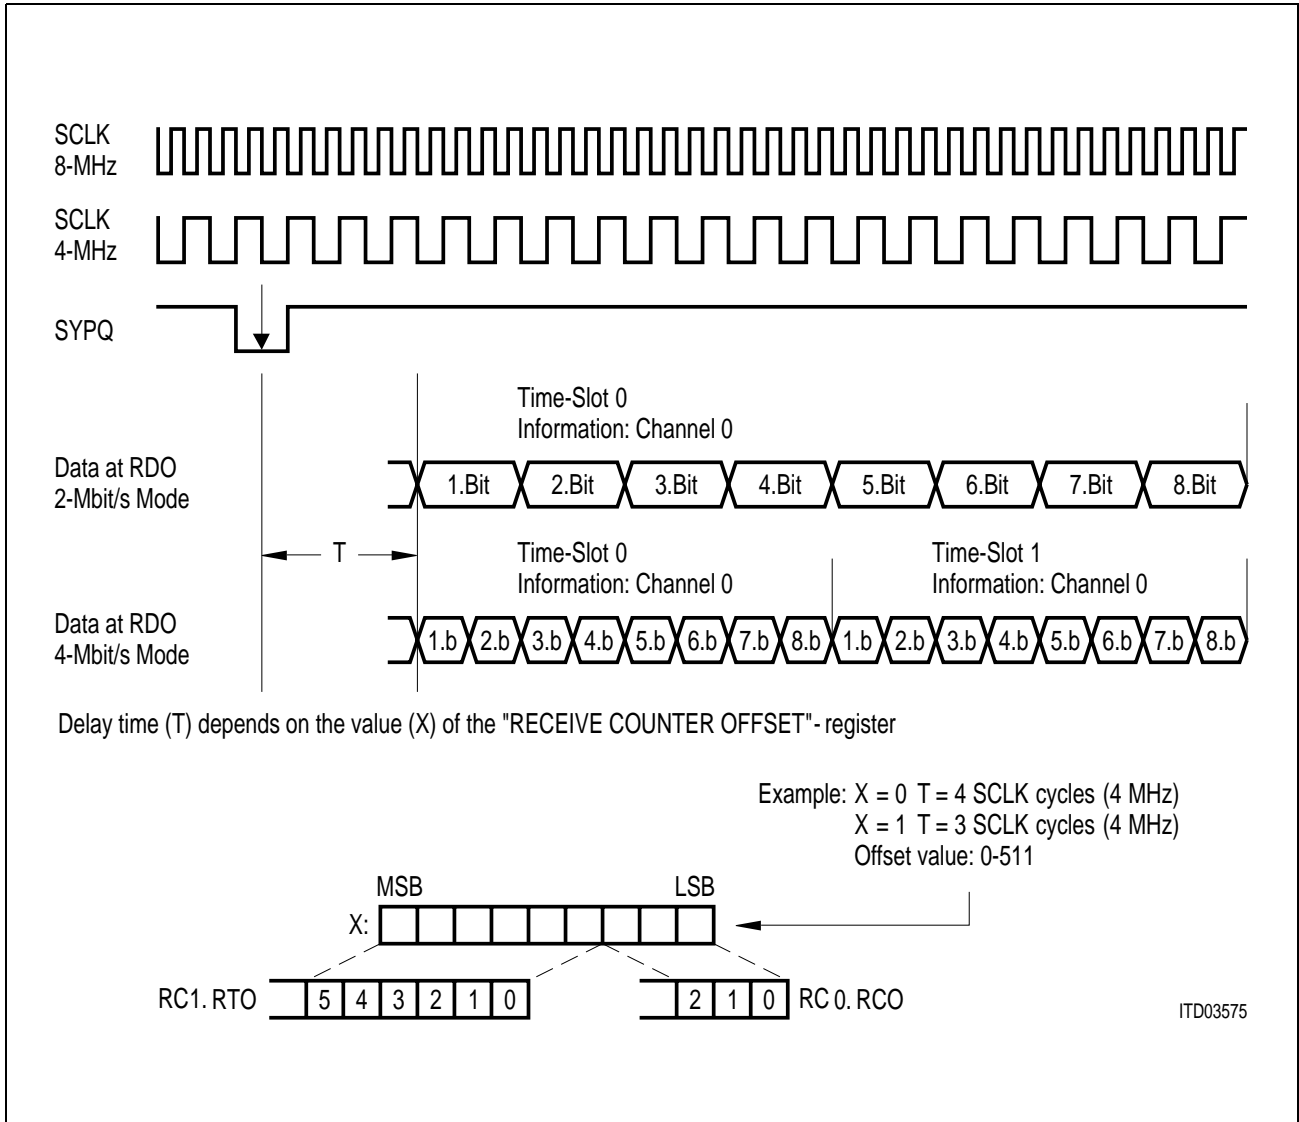 SCLK
8-MHz
SCLK
4-MHz
SYPQ
Time-Slot 0
Information: Channel 0
Data at RDO
2-Mbit/s Mode
1.Bit 2.Bit 3.Bit 4.Bit 5.Bit 6.Bit 7.Bit 8.Bit
T
Time-Slot 0
Information: Channel 0
Time-Slot 1
Information: Channel 0
Data at RDO
4-Mbit/s Mode
1.b 2.b 3.b 4.b 5.b 6.b 7.b 8.b 1.b 2.b 3.b 4.b 5.b 6.b 7.b 8.b
Delay time (T) depends on the value (X) of the "RECEIVE COUNTER OFFSET"- register
Example: X = 0 T = 4 SCLK cycles (4 MHz)
X = 1 T = 3 SCLK cycles (4 MHz)
Offset value: 0-511
MSB LSB
X:
RC1. RTO 5 4 3 2 1 0 2 1 0 RC 0. RCO
ITD03575